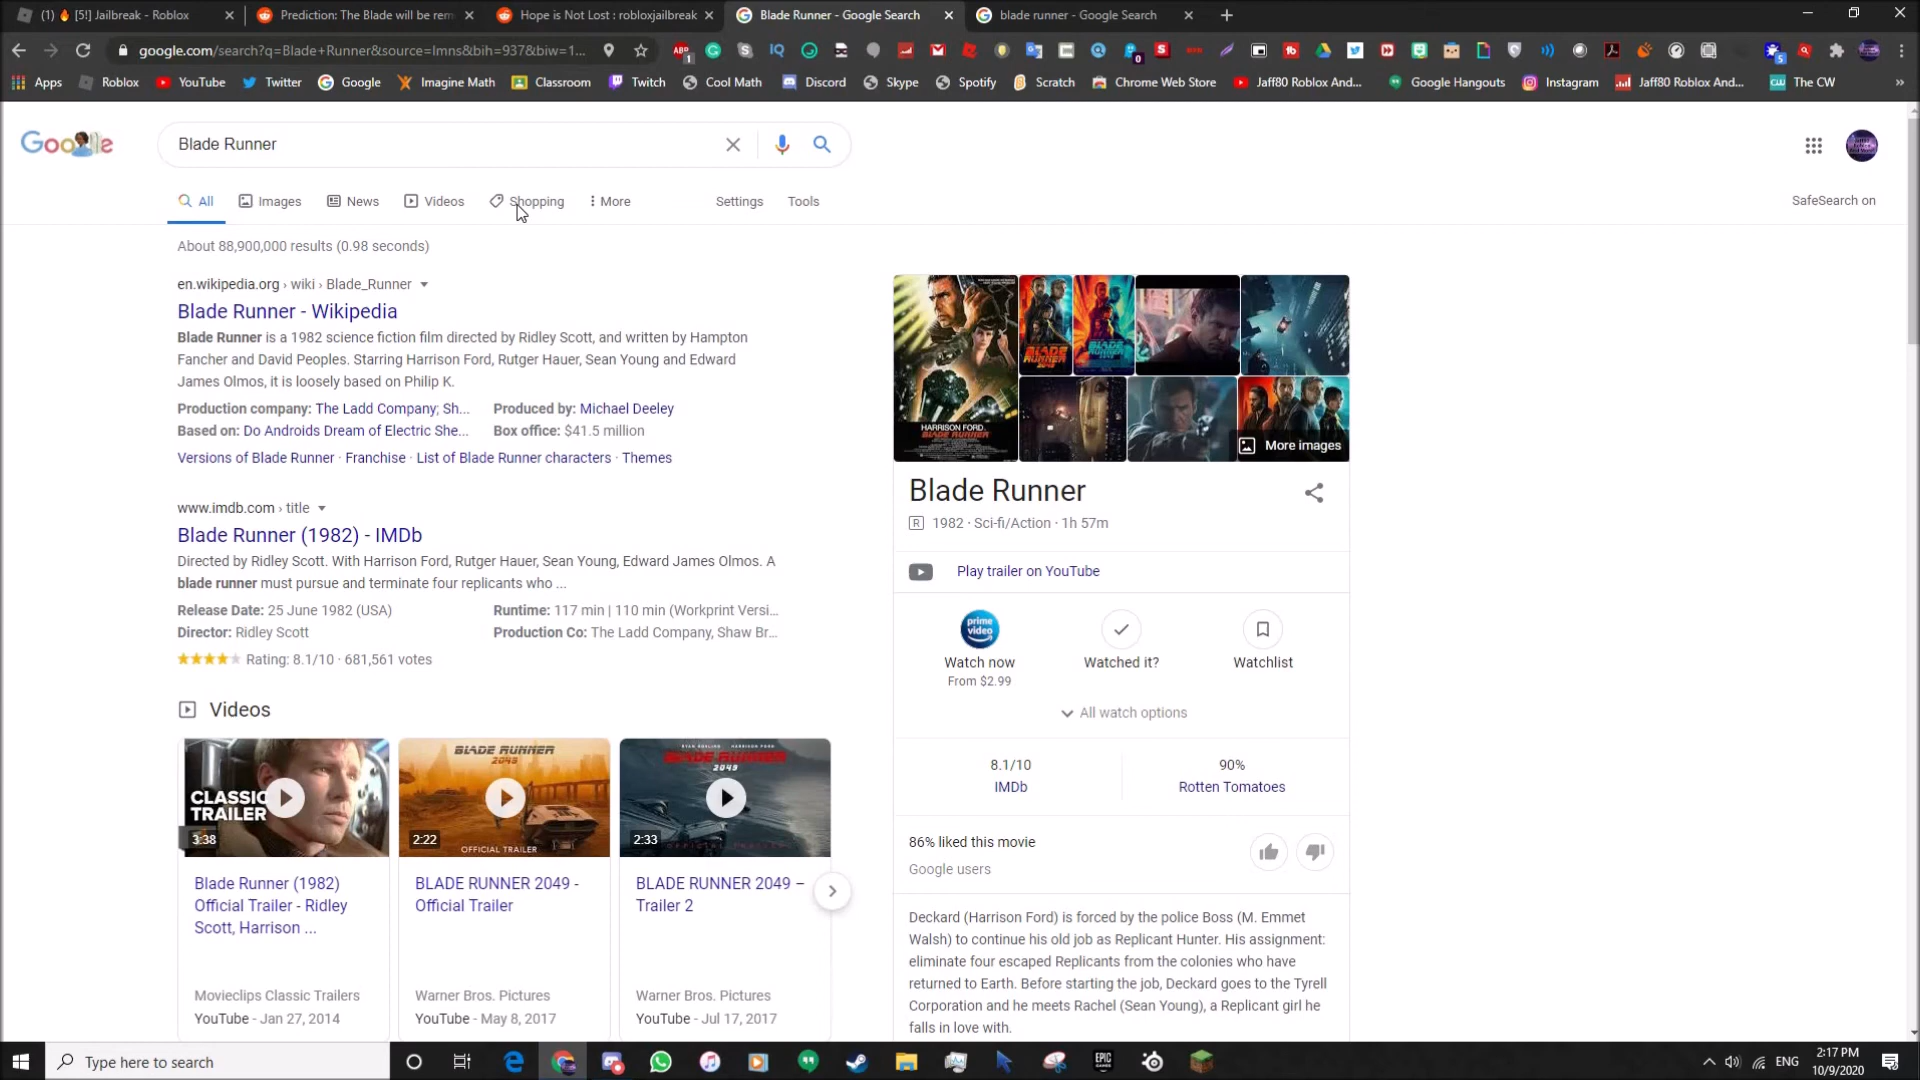 (1) 🔥 [5!] Jailbreak - Roblox
Prediction: The Blade will be rem
Hope is Not Lost : robloxjailbreak
Blade Runner - Google Search
blade runner - Google Search
google.com/search?q=Blade+Runner&source=lmns&bih=937&biw=1...
Apps
Roblox
YouTube
Twitter
Google
Imagine Math
Classroom
Twitch
Cool Math
Discord
Skype
Spotify
Scratch
Chrome Web Store
Jaff80 Roblox And...
Google Hangouts
Instagram
Jaff80 Roblox And...
The CW
Blade Runner
All
Images
News
Videos
Shopping
More
Settings
Tools
SafeSearch on
About 88,900,000 results (0.98 seconds)
en.wikipedia.org › wiki › Blade_Runner
Blade Runner - Wikipedia
Blade Runner is a 1982 science fiction film directed by Ridley Scott, and written by Hampton
Fancher and David Peoples. Starring Harrison Ford, Rutger Hauer, Sean Young and Edward
James Olmos, it is loosely based on Philip K.
Production company: The Ladd Company; Sh...
Produced by: Michael Deeley
Based on: Do Androids Dream of Electric She...
Box office: $41.5 million
Versions of Blade Runner · Franchise · List of Blade Runner characters · Themes
www.imdb.com › title
Blade Runner (1982) - IMDb
Directed by Ridley Scott. With Harrison Ford, Rutger Hauer, Sean Young, Edward James Olmos. A
blade runner must pursue and terminate four replicants who ...
Release Date: 25 June 1982 (USA)
Runtime: 117 min | 110 min (Workprint Versi...
Director: Ridley Scott
Production Co: The Ladd Company, Shaw Br...
Rating: 8.1/10 · 681,561 votes
Videos
CLASSIC
TRAILER
3:38
BLADE RUNNER
2049
2:22
OFFICIAL TRAILER
RYAN GOSLING HARRISON FORD
BLADE RUNNER
2049
2:33
Blade Runner (1982)
Official Trailer - Ridley
Scott, Harrison ...
Movieclips Classic Trailers
YouTube - Jan 27, 2014
BLADE RUNNER 2049 -
Official Trailer
Warner Bros. Pictures
YouTube - May 8, 2017
BLADE RUNNER 2049 –
Trailer 2
Warner Bros. Pictures
YouTube - Jul 17, 2017
HARRISON FORD
BLADE RUNNER
BLADE
RUNNER
More images
Blade Runner
R 1982 · Sci-fi/Action · 1h 57m
Play trailer on YouTube
prime
video
Watch now
From $2.99
Watched it?
Watchlist
All watch options
8.1/10
IMDb
90%
Rotten Tomatoes
86% liked this movie
Google users
Deckard (Harrison Ford) is forced by the police Boss (M. Emmet
Walsh) to continue his old job as Replicant Hunter. His assignment:
eliminate four escaped Replicants from the colonies who have
returned to Earth. Before starting the job, Deckard goes to the Tyrell
Corporation and he meets Rachel (Sean Young), a Replicant girl he
falls in love with.
Type here to search
EPIC
GAMES
ENG
2:17 PM
10/9/2020